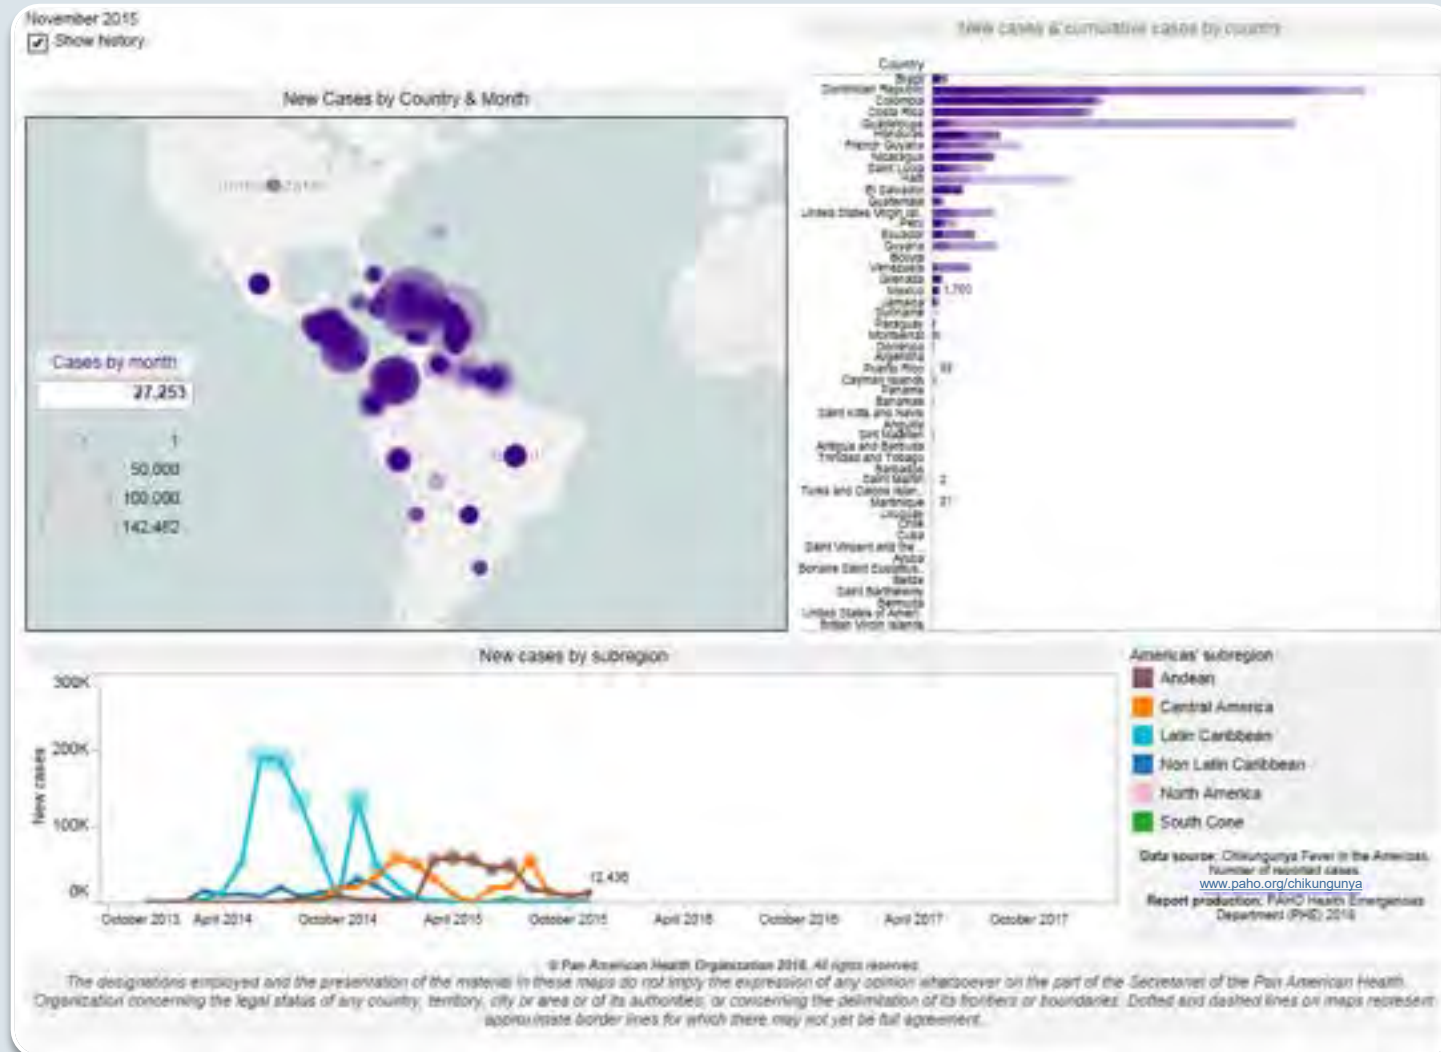 November 2015
Show history
New Cases by Country & Month
United States
Cases by month
27,253
1
50,000
100,000
142,462
New cases & cumulative cases by country
Country
Brazil
Dominican Republic
Colombia
Costa Rica
Guadeloupe
Honduras
French Guyana
Nicaragua
Saint Lucia
Haiti
El Salvador
Guatemala
United States Virgin Isl..
Peru
Ecuador
Guyana
Bolivia
Venezuela
Grenada
Mexico
Jamaica
Suriname
Paraguay
Montserrat
Dominica
Argentina
Puerto Rico
Cayman Islands
Panama
Bahamas
Saint Kitts and Nevis
Anguilla
Sint Maarten
Antigua and Barbuda
Trinidad and Tobago
Barbados
Saint Martin 2
Turks and Caicos Islan..
Martinique 21
Uruguay
Chile
Cuba
Saint Vincent and the ..
Aruba
Bonaire Saint Eustatius..
Belize
Saint Barthelemy
Bermuda
United States of Ameri..
British Virgin Islands
New cases by subregion
New cases
300K
200K
100K
0K
12,436
October 2013 April 2014 October 2014 April 2015 October 2015 April 2016 October 2016 April 2017 October 2017
Americas' subregion
Andean
Central America
Latin Caribbean
Non Latin Caribbean
North America
South Cone
Data source: Chikungunya Fever in the Americas.
Number of reported cases.
www.paho.org/chikungunya
Report production: PAHO Health Emergencies
Department (PHE) 2018
© Pan American Health Organization 2018. All rights reserved.
The designations employed and the presentation of the material in these maps do not imply the expression of any opinion whatsoever on the part of the Secretariat of the Pan American Health
Organization concerning the legal status of any country, territory, city or area or of its authorities, or concerning the delimitation of its frontiers or boundaries. Dotted and dashed lines on maps represent
approximate border lines for which there may not yet be full agreement.